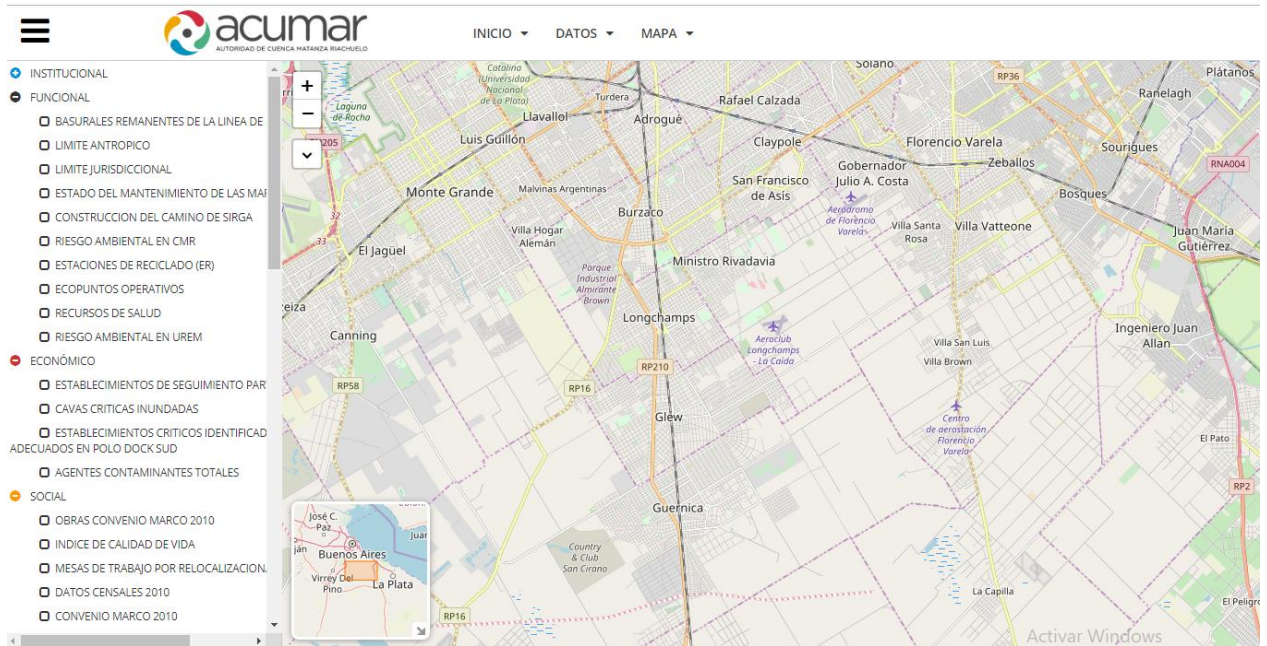 acumar
AUTORIDAD DE CUENCA MATANZA RIACHUELO
INICIO
DATOS
MAPA
INSTITUCIONAL
FUNCIONAL
BASURALES REMANENTES DE LA LINEA DE
LIMITE ANTROPICO
LIMITE JURISDICCIONAL
ESTADO DEL MANTENIMIENTO DE LAS MAR
CONSTRUCCION DEL CAMINO DE SIRGA
RIESGO AMBIENTAL EN CMR
ESTACIONES DE RECICLADO (ER)
ECOPUNTOS OPERATIVOS
RECURSOS DE SALUD
RIESGO AMBIENTAL EN UREM
ECONÓMICO
ESTABLECIMIENTOS DE SEGUIMIENTO PAR
CAVAS CRITICAS INUNDADAS
ESTABLECIMIENTOS CRITICOS IDENTIFICAD
ADECUADOS EN POLO DOCK SUD
AGENTES CONTAMINANTES TOTALES
SOCIAL
OBRAS CONVENIO MARCO 2010
INDICE DE CALIDAD DE VIDA
MESAS DE TRABAJO POR RELOCALIZACION
DATOS CENSALES 2010
CONVENIO MARCO 2010
+
−
Solano
RP36
Plátanos
Ranelagh
Catolina
(Universidad
Nacional
de La Plata)
Turdera
Laguna
de Rocha
Llavallol
Adrogué
Rafael Calzada
Luis Guillón
Claypole
Florencio Varela
Sourigues
Zeballos
RNA004
Gobernador
Julio A. Costa
San Francisco
de Asís
Bosques
Monte Grande
Malvinas Argentinas
Aeródromo
de Florencio
Varela
Burzaco
32
33
Villa Hogar
Alemán
Villa Santa
Rosa
Villa Vatteone
Juan María
Gutiérrez
El Jagüel
Ministro Rivadavia
Parque
Industrial
Almirante
Brown
eiza
Longchamps
Canning
Aeroclub
Longchamps
- La Caída
Ingeniero Juan
Allan
Villa San Luis
Villa Brown
RP210
RP58
RP16
Glew
Centro
de aerostación
Florencio
Varela
El Pato
RP2
Guernica
José C.
Paz
Juan
ján
Buenos Aires
Virrey Del
Pino
La Plata
Country
& Club
San Cirano
La Capilla
El Peligro
RP16
Activar Windows